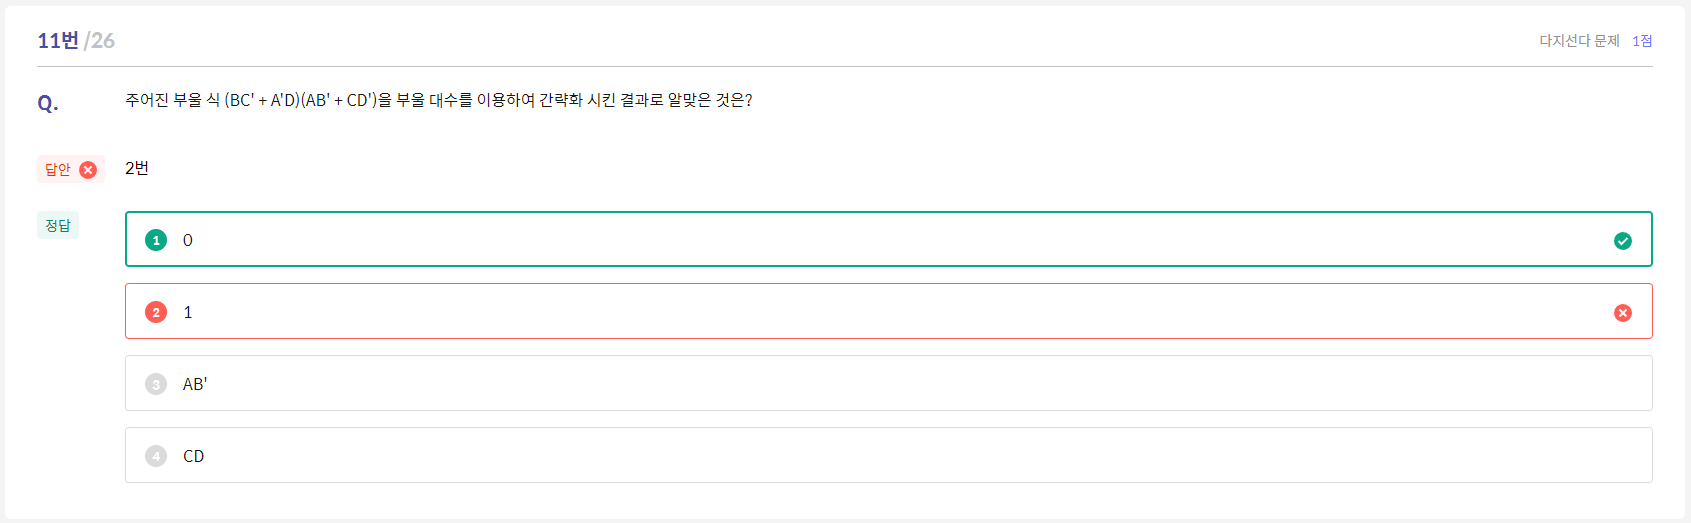 11번 /26
다지선다 문제 1점
Q. 주어진 부울 식 (BC' + A'D)(AB' + CD')을 부울 대수를 이용하여 간략화 시킨 결과로 알맞은 것은?
답안 2번
정답
1 0
2 1
3 AB'
4 CD